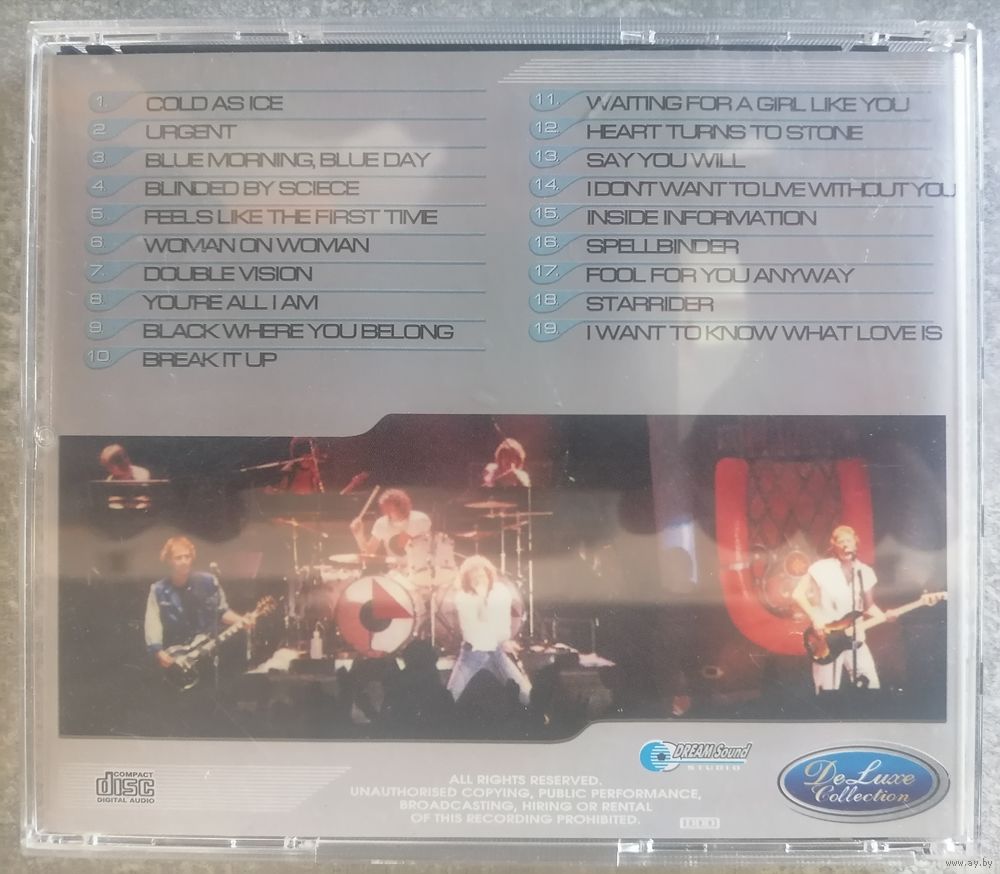 1. COLD AS ICE
2. URGENT
3. BLUE MORNING, BLUE DAY
4. BLINDED BY SCIECE
5. FEELS LIKE THE FIRST TIME
6. WOMAN ON WOMAN
7. DOUBLE VISION
8. YOU'RE ALL I AM
9. BLACK WHERE YOU BELONG
10 BREAK IT UP
11. WAITING FOR A GIRL LIKE YOU
12. HEART TURNS TO STONE
13. SAY YOU WILL
14. I DONT WANT TO LIVE WITHOUT YOU
15. INSIDE INFORMATION
16. SPELLBINDER
17. FOOL FOR YOU ANYWAY
18 STARRIDER
19. I WANT TO KNOW WHAT LOVE IS
COMPACT
disc
DIGITAL AUDIO
ALL RIGHTS RESERVED.
UNAUTHORISED COPYING, PUBLIC PERFORMANCE,
BROADCASTING, HIRING OR RENTAL
OF THIS RECORDING PROHIBITED.
DREAM Sound
STUDIO
DDD
DeLuxe
Collection
www.ay.by